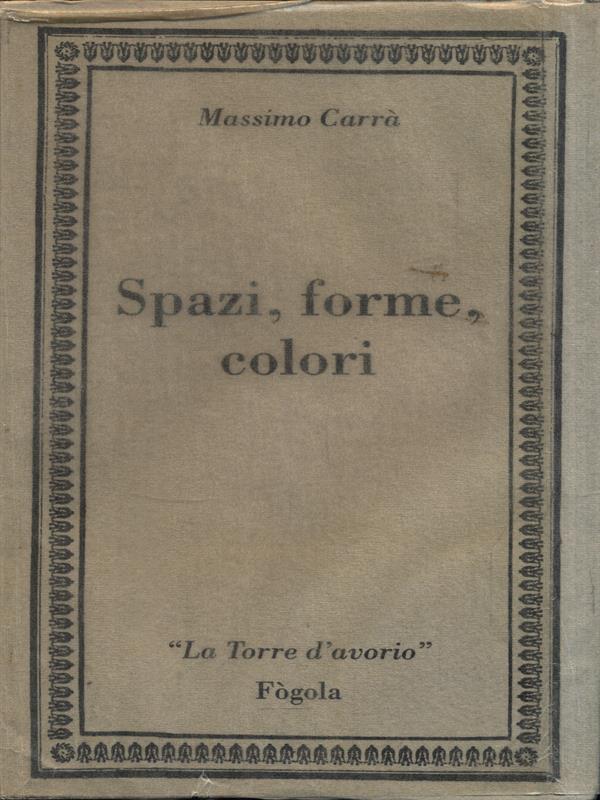 Massimo Carrà
Spazi, forme,
colori
“La Torre d’avorio”
Fògola